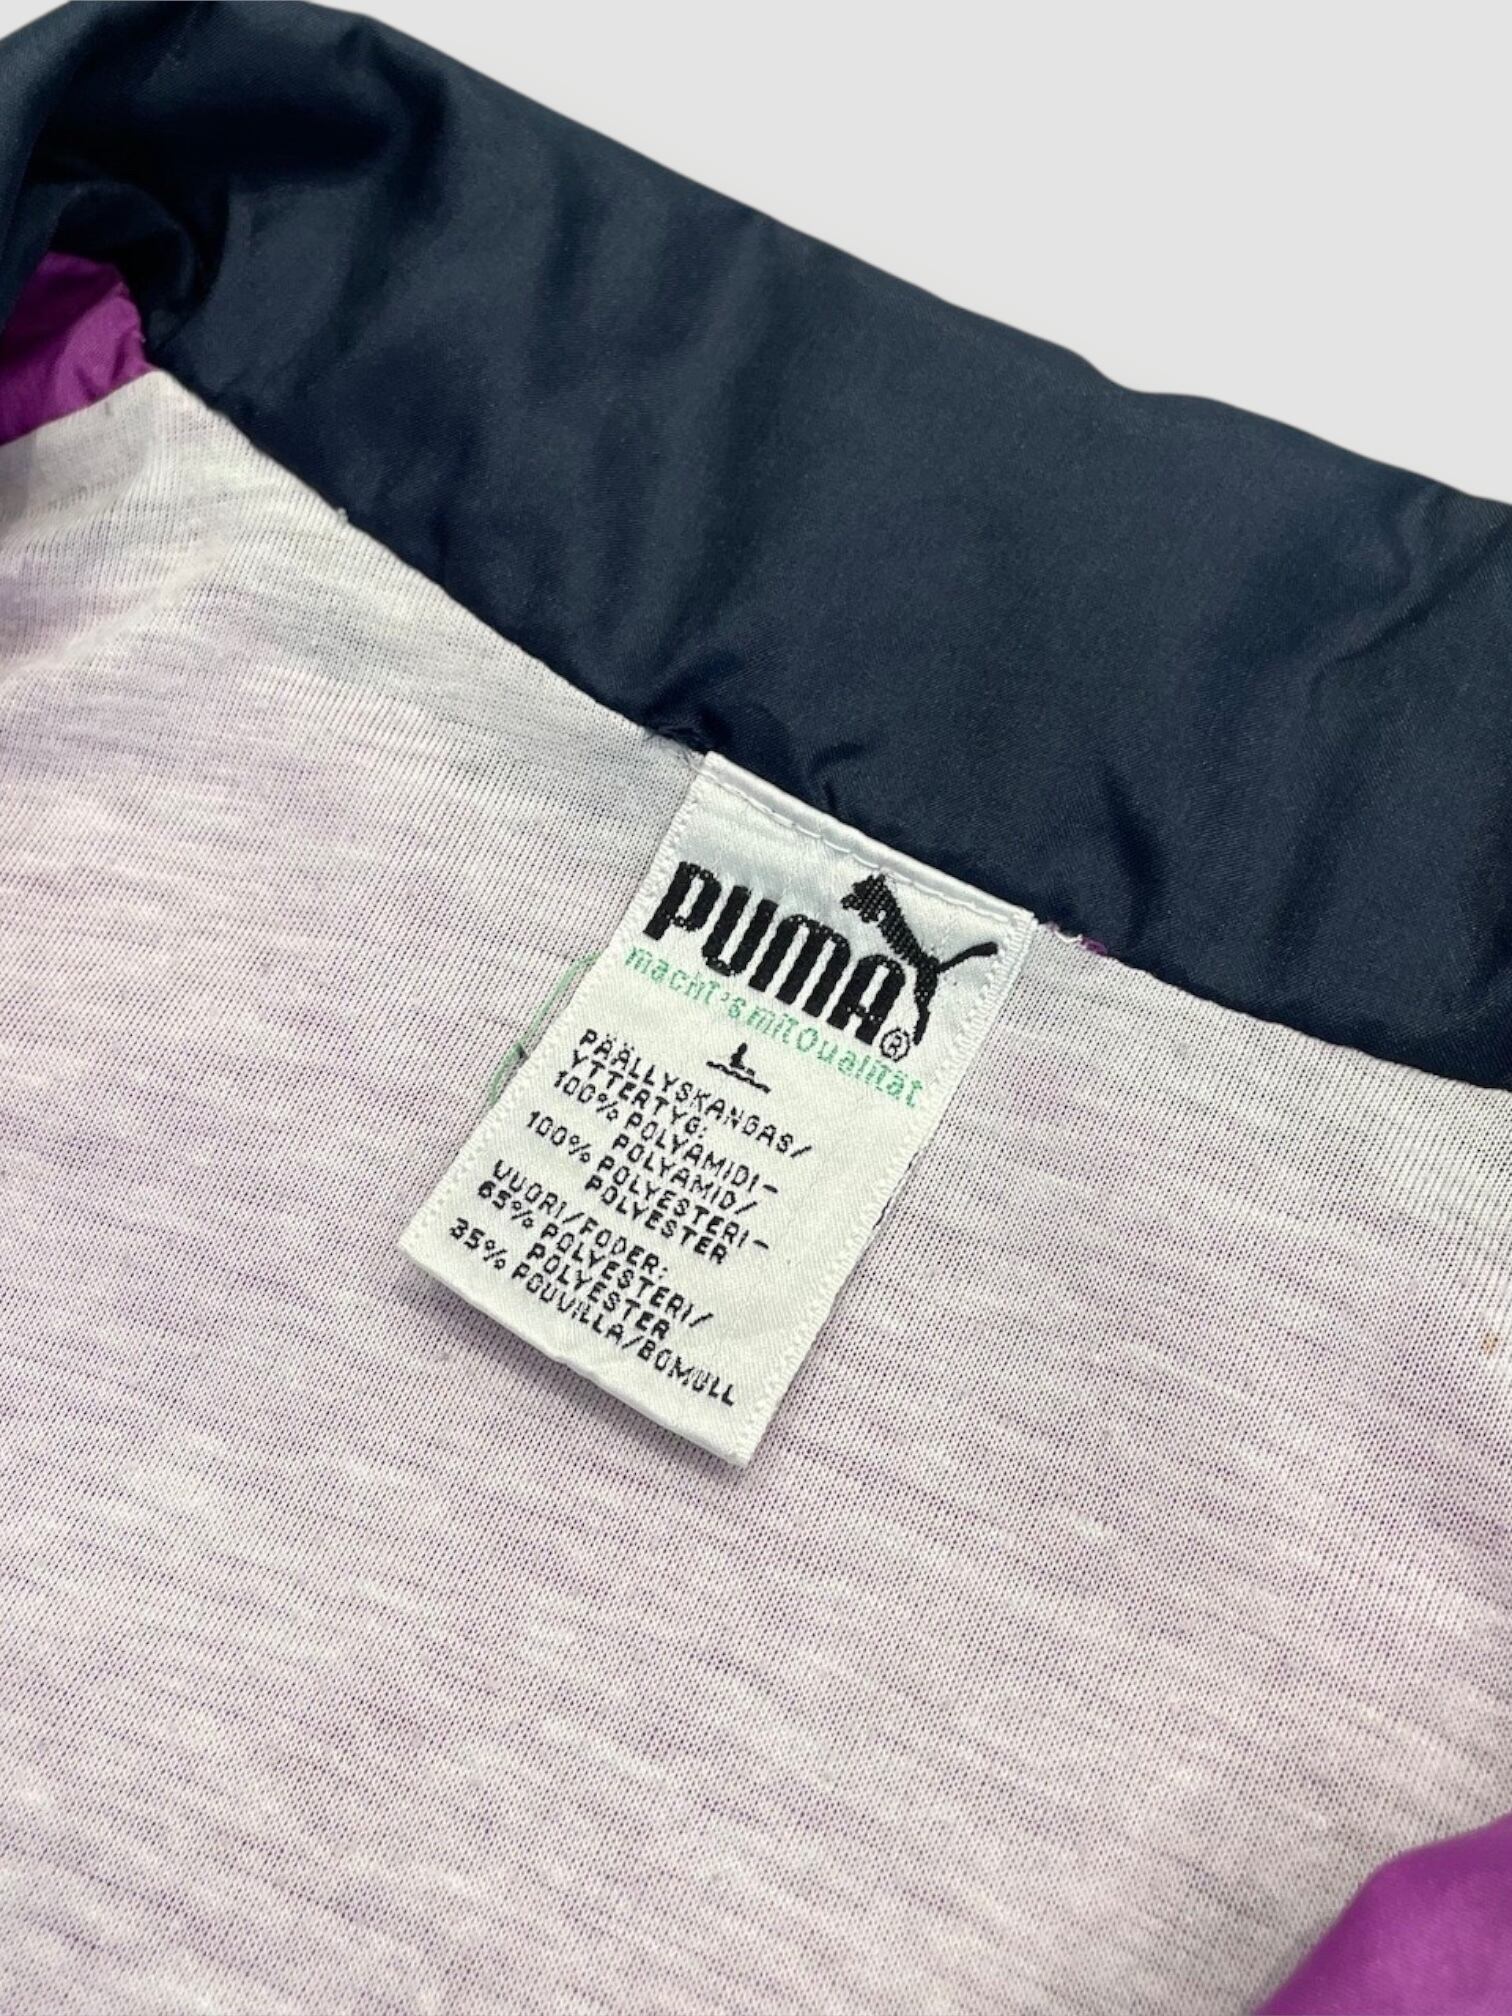 PUMA®
macht's mit Qualität
PÄÄLLYSKANGAS/
YTTERTYG:
100% POLYAMIDI-
POLYAMID/
100% POLYESTERI-
POLYESTER
VUORI/FODER:
65% POLYESTERI/
POLYESTER
35% POUVILLA/BOMULL